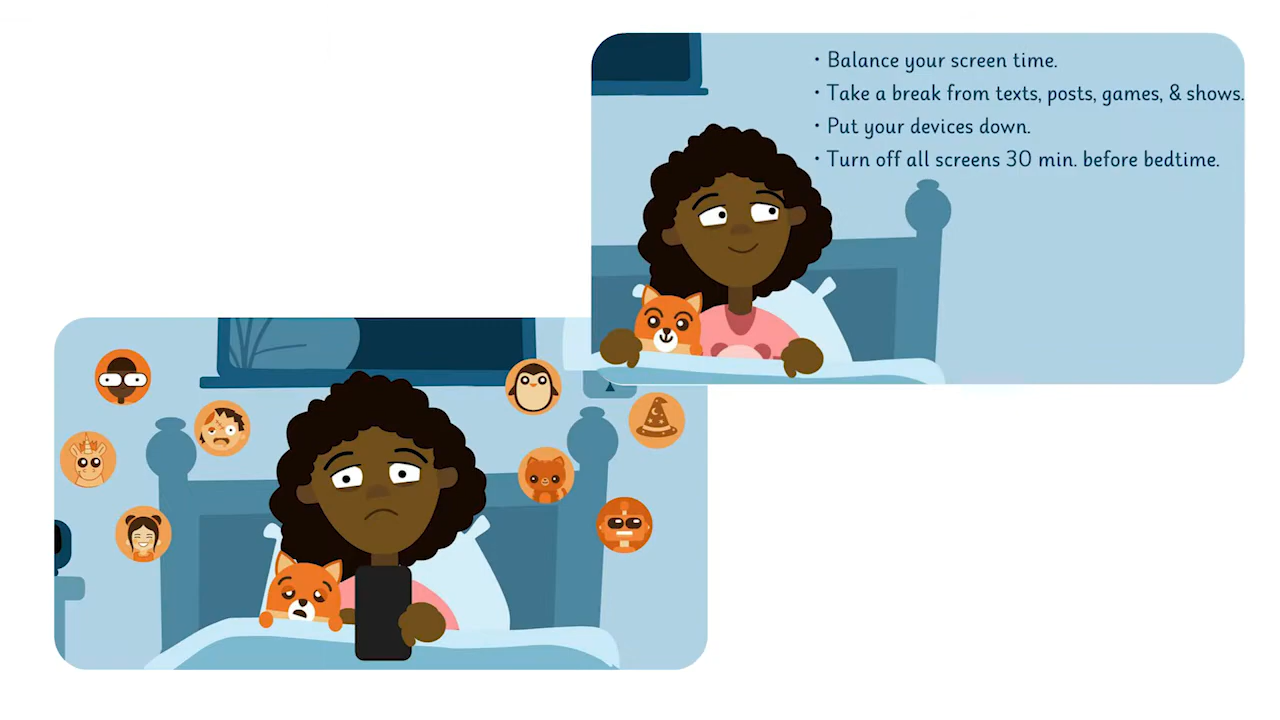 • Balance your screen time.
• Take a break from texts, posts, games, & shows.
• Put your devices down.
• Turn off all screens 30 min. before bedtime.